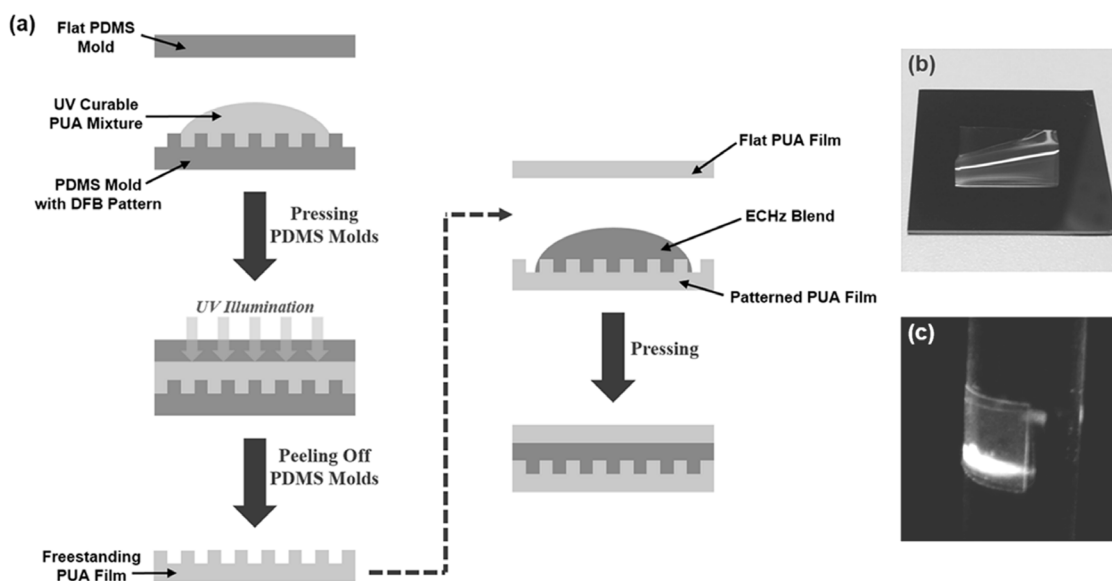 (a)
Flat PDMS
Mold
UV Curable
PUA Mixture
PDMS Mold
with DFB Pattern
Pressing
PDMS Molds
UV Illumination
Peeling Off
PDMS Molds
Freestanding
PUA Film
Flat PUA Film
ECHz Blend
Patterned PUA Film
Pressing
(b)
(c)